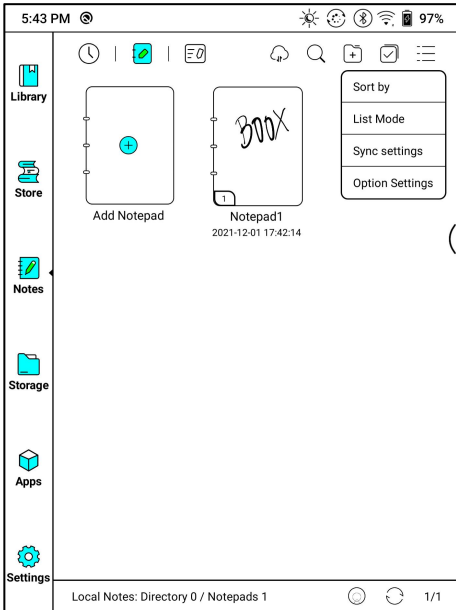 5:43 PM
97%
Library
Store
Notes
Storage
Apps
Settings
Sort by
List Mode
Sync settings
Option Settings
BOOX
1
Add Notepad
Notepad1
2021-12-01 17:42:14
Local Notes: Directory 0 / Notepads 1
1/1